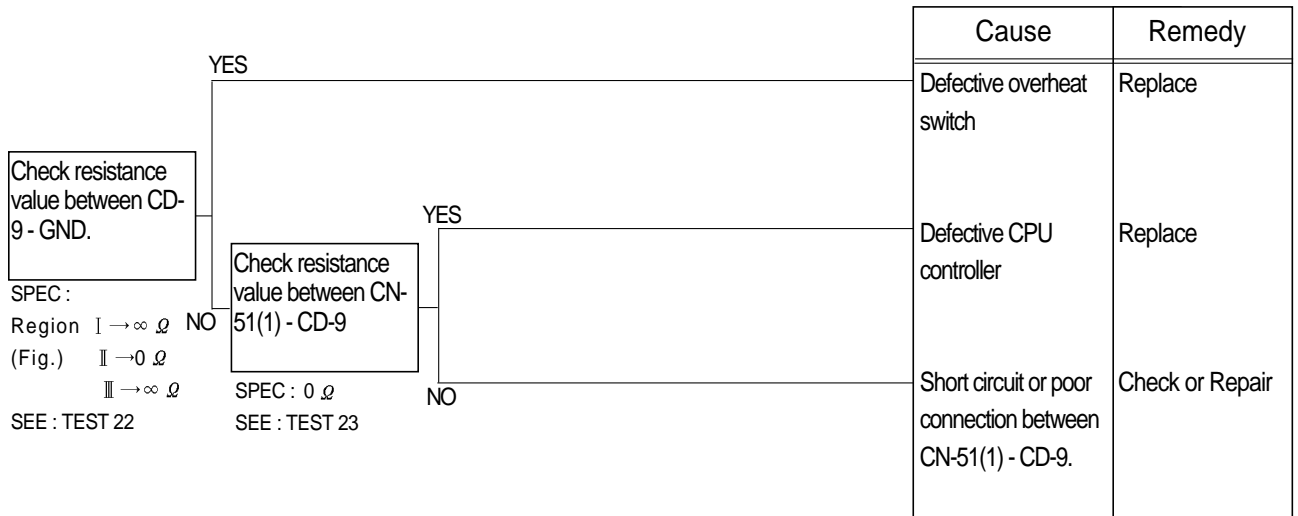 Cause
Remedy
YES
Defective overheat
switch
Replace
Check resistance
value between CD-
9 - GND.
SPEC :
Region Ⅰ → ∞ Ω
(Fig.) Ⅱ → 0 Ω
Ⅲ → ∞ Ω
SEE : TEST 22
NO
Check resistance
value between CN-
51(1) - CD-9
SPEC : 0 Ω
SEE : TEST 23
YES
Defective CPU
controller
Replace
NO
Short circuit or poor
connection between
CN-51(1) - CD-9.
Check or Repair